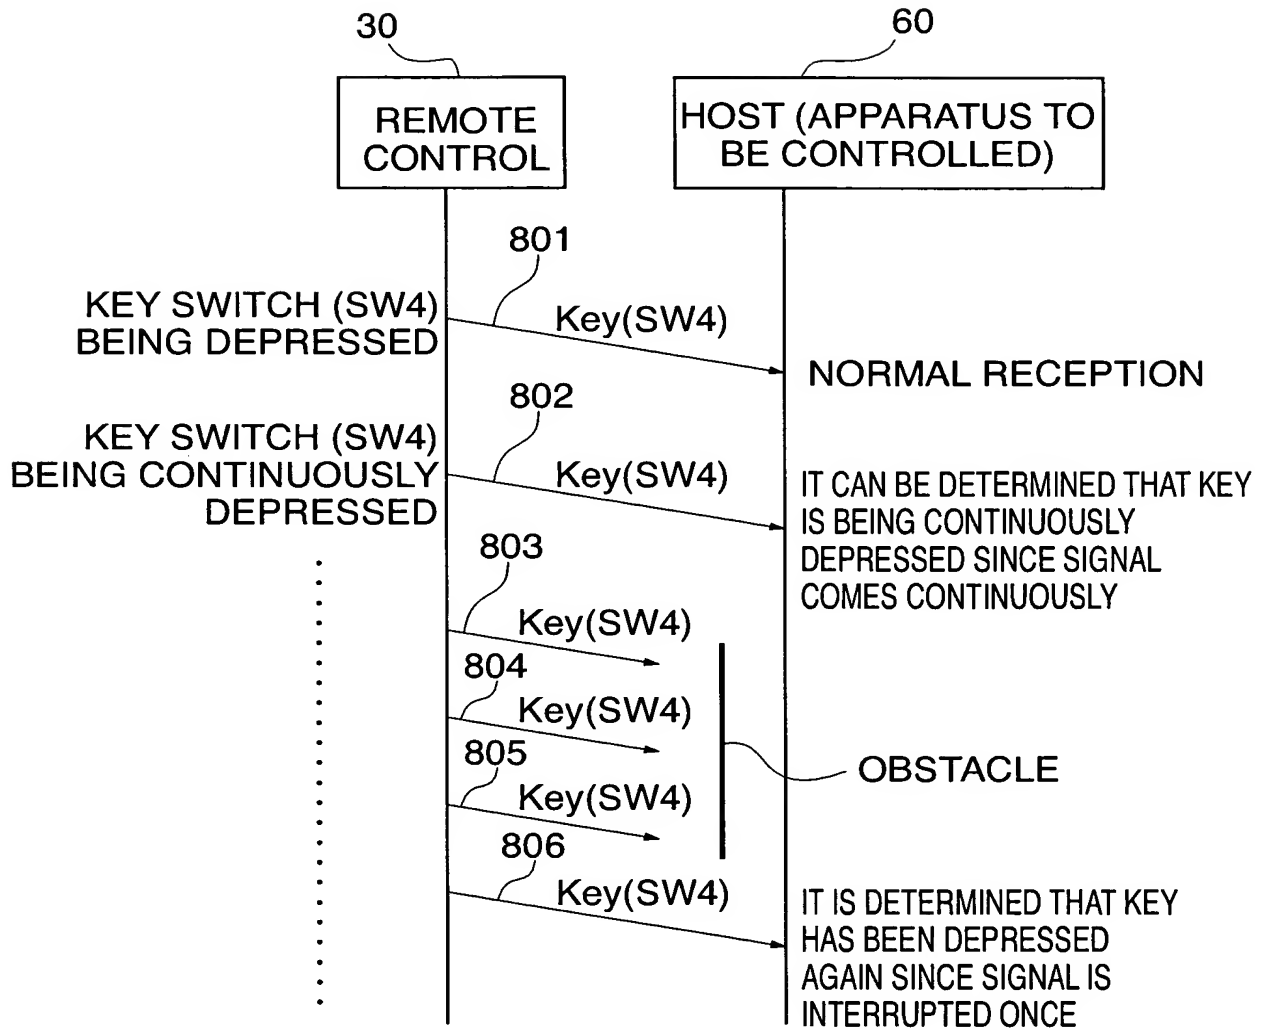 30
60
REMOTE
CONTROL
HOST (APPARATUS TO
BE CONTROLLED)
801
KEY SWITCH (SW4)
BEING DEPRESSED
Key(SW4)
NORMAL RECEPTION
802
KEY SWITCH (SW4)
BEING CONTINUOUSLY
DEPRESSED
Key(SW4)
IT CAN BE DETERMINED THAT KEY
IS BEING CONTINUOUSLY
DEPRESSED SINCE SIGNAL
COMES CONTINUOUSLY
803
Key(SW4)
804
Key(SW4)
805
Key(SW4)
OBSTACLE
806
Key(SW4)
IT IS DETERMINED THAT KEY
HAS BEEN DEPRESSED
AGAIN SINCE SIGNAL IS
INTERRUPTED ONCE